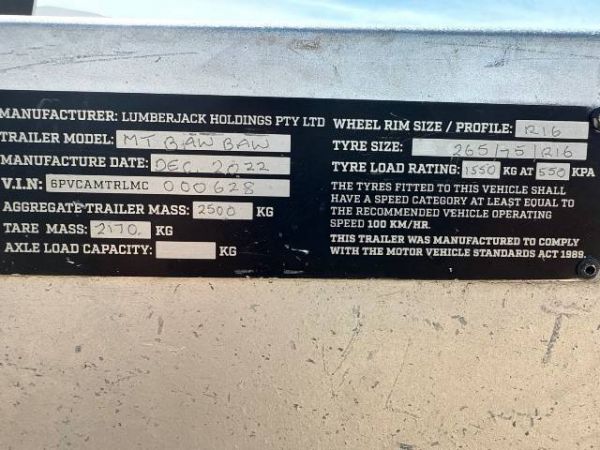 MANUFACTURER: LUMBERJACK HOLDINGS PTY LTD
TRAILER MODEL: MT BAW BAW
MANUFACTURE DATE: DEC 2022
V.I.N: 6PVCAMTRLMC 000628
AGGREGATE TRAILER MASS: 2500 KG
TARE MASS: 2170 KG
AXLE LOAD CAPACITY: KG
WHEEL RIM SIZE / PROFILE: R16
TYRE SIZE: 265/75/R16
TYRE LOAD RATING: 1550 KG AT 550 KPA
THE TYRES FITTED TO THIS VEHICLE SHALL
HAVE A SPEED CATEGORY AT LEAST EQUAL TO
THE RECOMMENDED VEHICLE OPERATING
SPEED 100 KM/HR.
THIS TRAILER WAS MANUFACTURED TO COMPLY
WITH THE MOTOR VEHICLE STANDARDS ACT 1989.